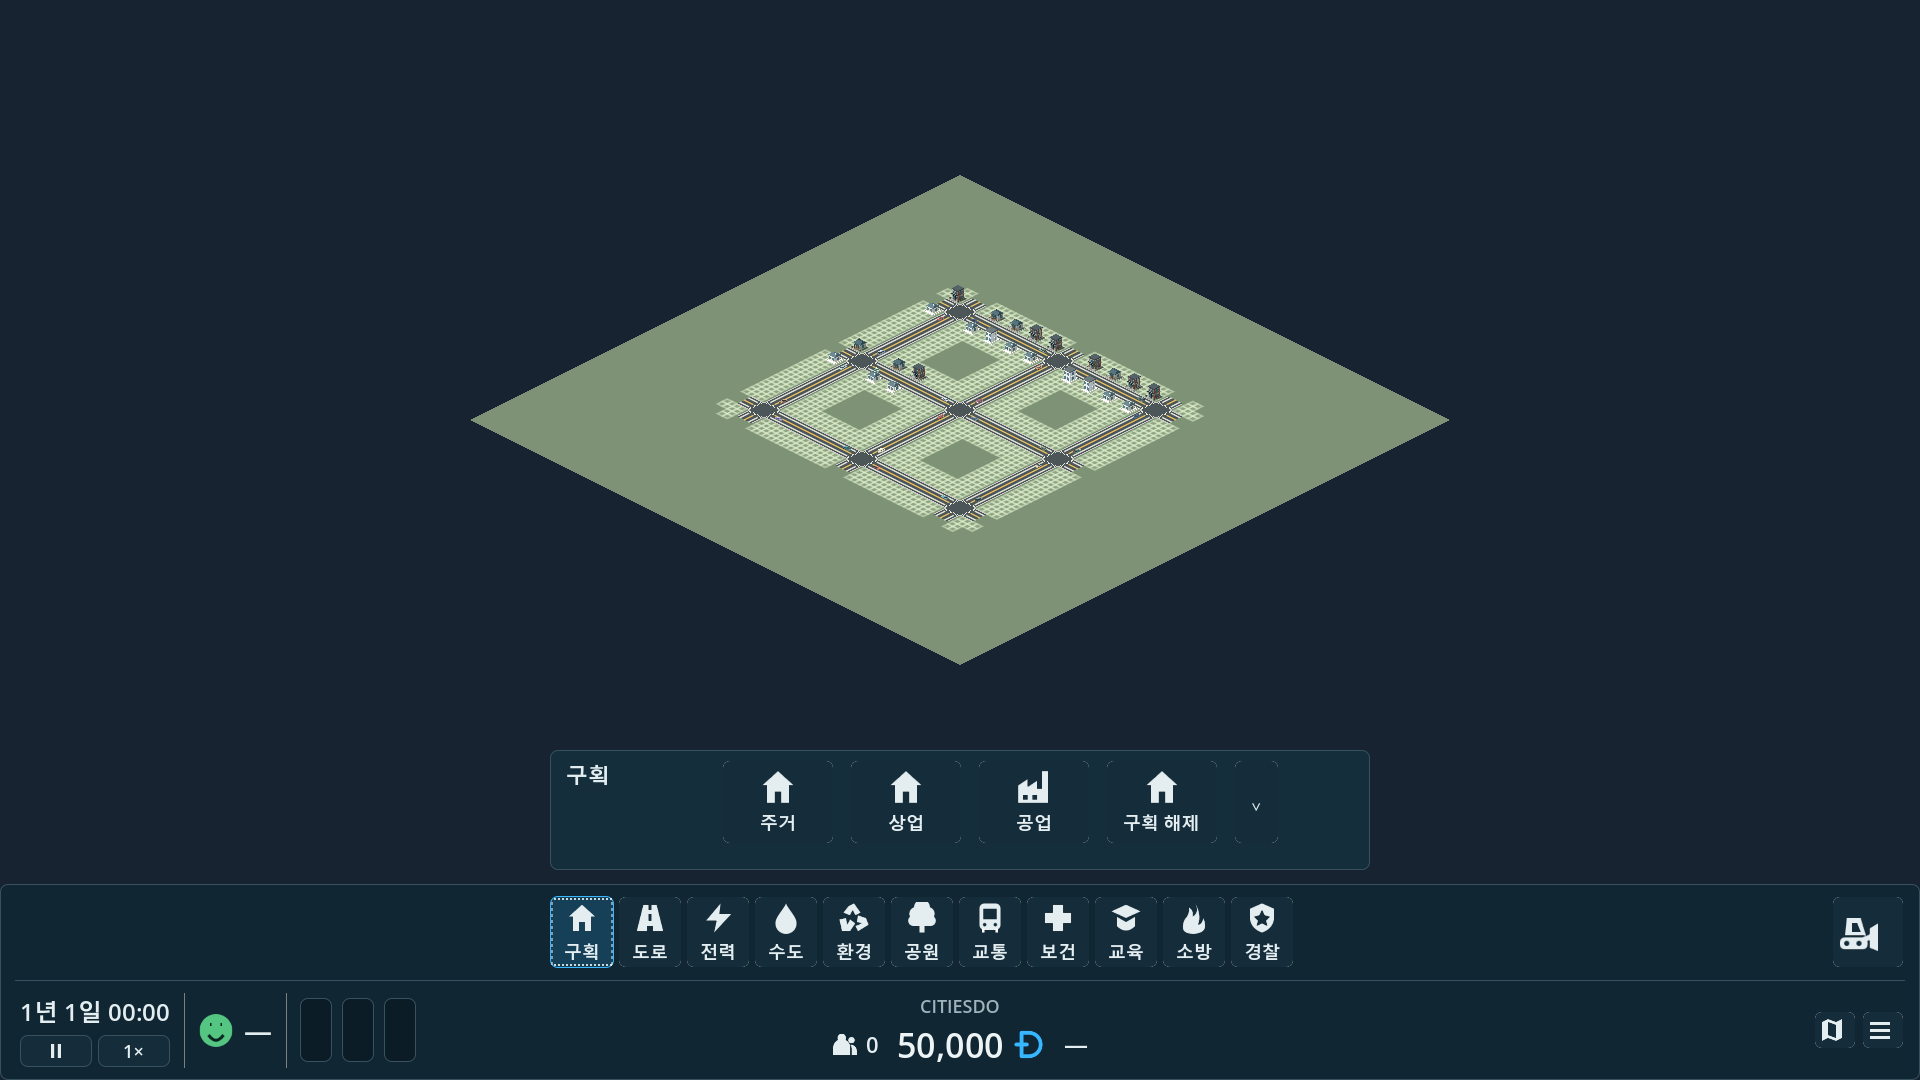 구획
주거
상업
공업
구획 해제
구획
도로
전력
수도
환경
공원
교통
보건
교육
소방
경찰
1년 1일 00:00
1×
—
CITIESDO
0
50,000
—